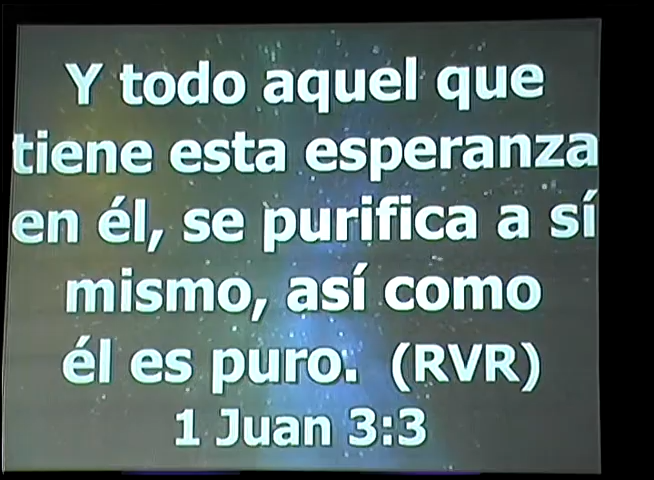 Y todo aquel que
tiene esta esperanza
en él, se purifica a sí
mismo, así como
él es puro. (RVR)
1 Juan 3:3